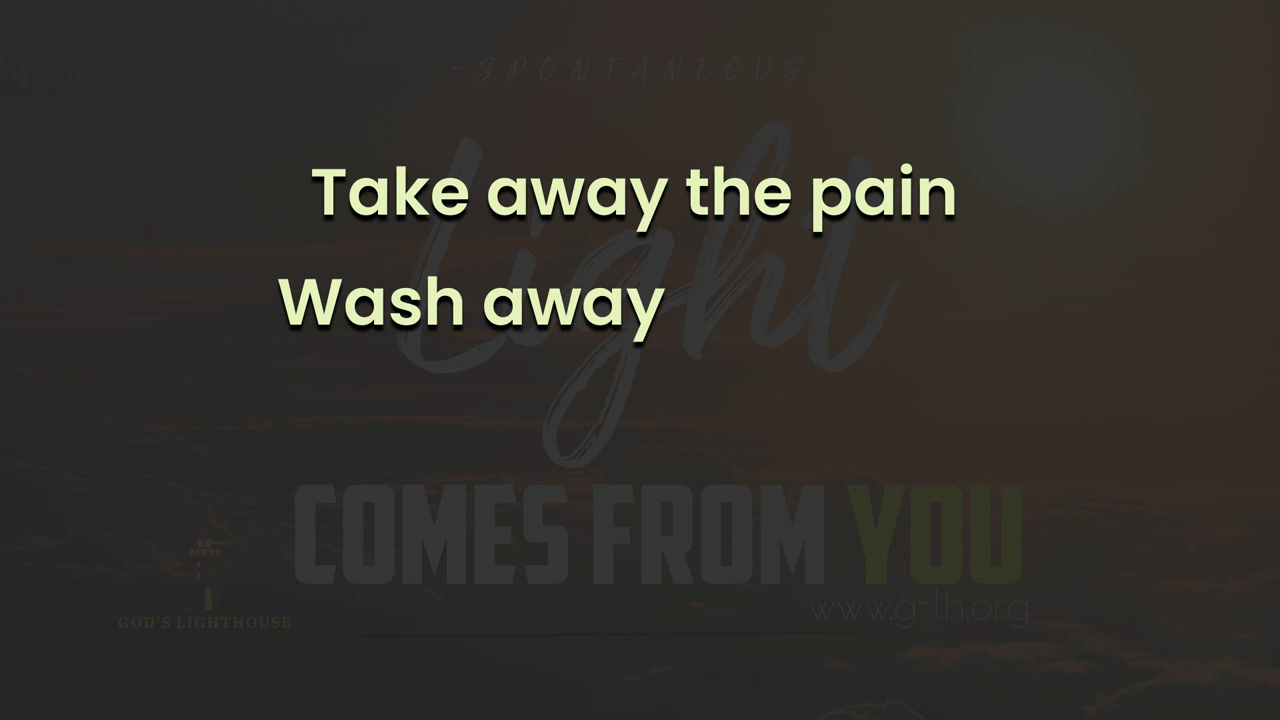 ~SPONTANEOUS~
Take away the pain
Light
Wash away
COMES FROM YOU
www.g-lh.org
GOD'S LIGHTHOUSE